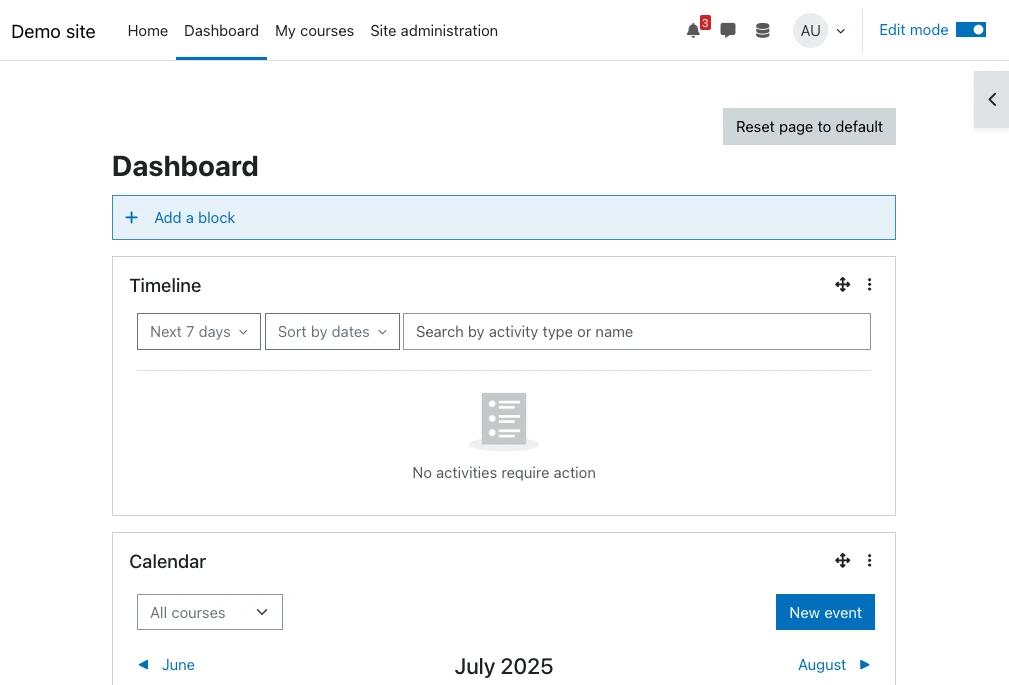 Demo site Home Dashboard My courses Site administration 3 AU Edit mode
Reset page to default
Dashboard
Add a block
Timeline
Next 7 days Sort by dates Search by activity type or name
No activities require action
Calendar
All courses New event
June July 2025 August